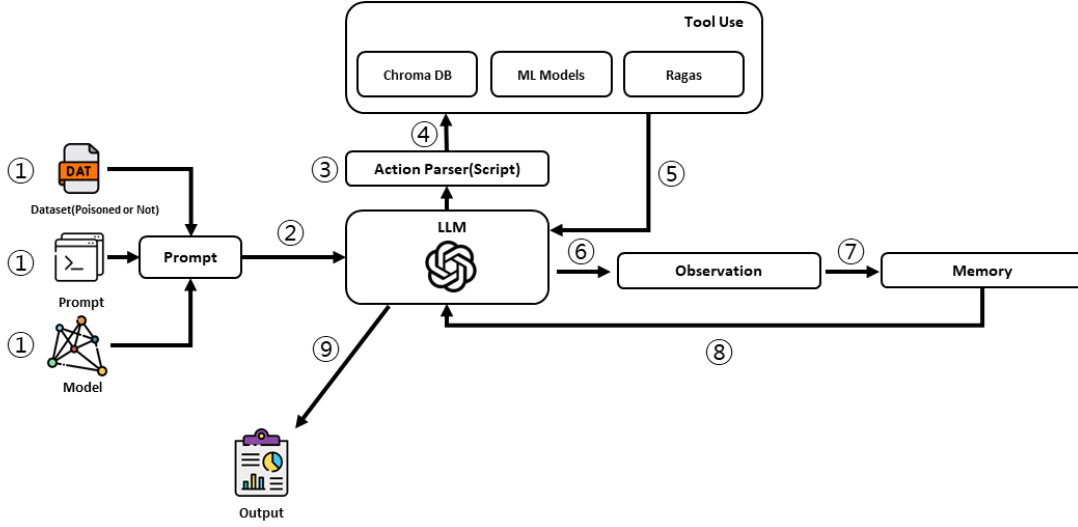 Tool Use
Chroma DB
ML Models
Ragas
④
③
Action Parser(Script)
⑤
①
DAT
Dataset(Poisoned or Not)
②
LLM
①
Prompt
⑥
Observation
⑦
Memory
Prompt
①
Model
⑨
⑧
Output